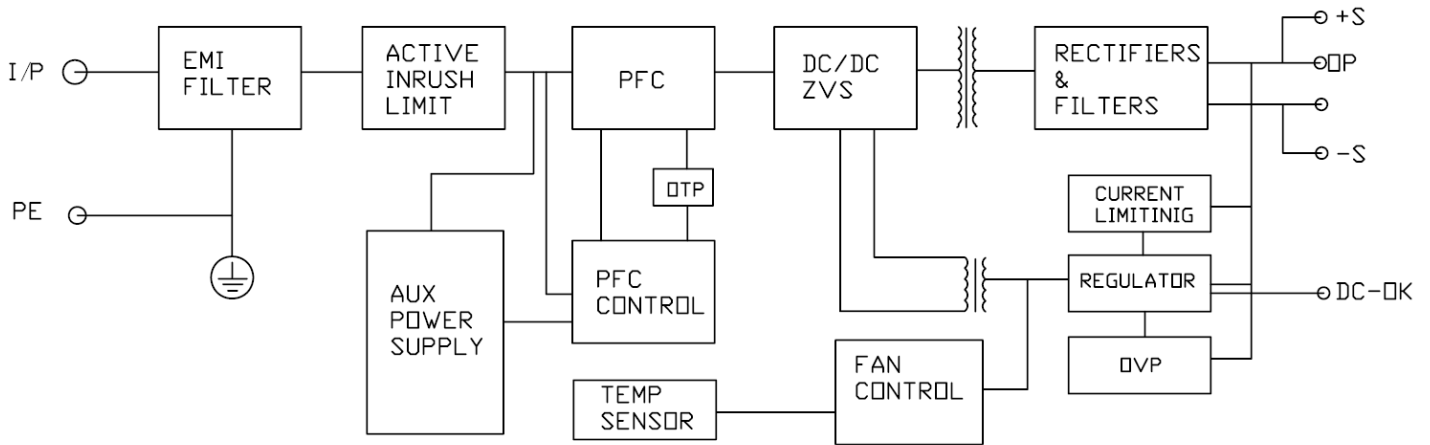 I/P
EMI
FILTER
ACTIVE
INRUSH
LIMIT
PFC
DC/DC
ZVS
RECTIFIERS
&
FILTERS
+S
OP
-S
PE
OTP
CURRENT
LIMITINIG
AUX
POWER
SUPPLY
PFC
CONTROL
REGULATOR
DC-OK
FAN
CONTROL
OVP
TEMP
SENSOR